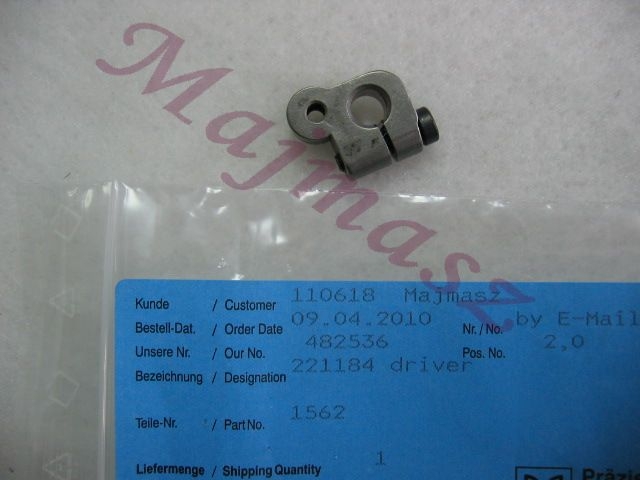 Majmasz
Kunde / Customer 110618 Majmasz
Bestell-Dat. / Order Date 09.04.2010 Nr./No. by E-Mail
Unsere Nr. / Our No. 482536 Pos. No. 2,0
Bezeichnung / Designation 221184 driver
Teile-Nr. / Part No. 1562
Liefermenge / Shipping Quantity 1
Präzis